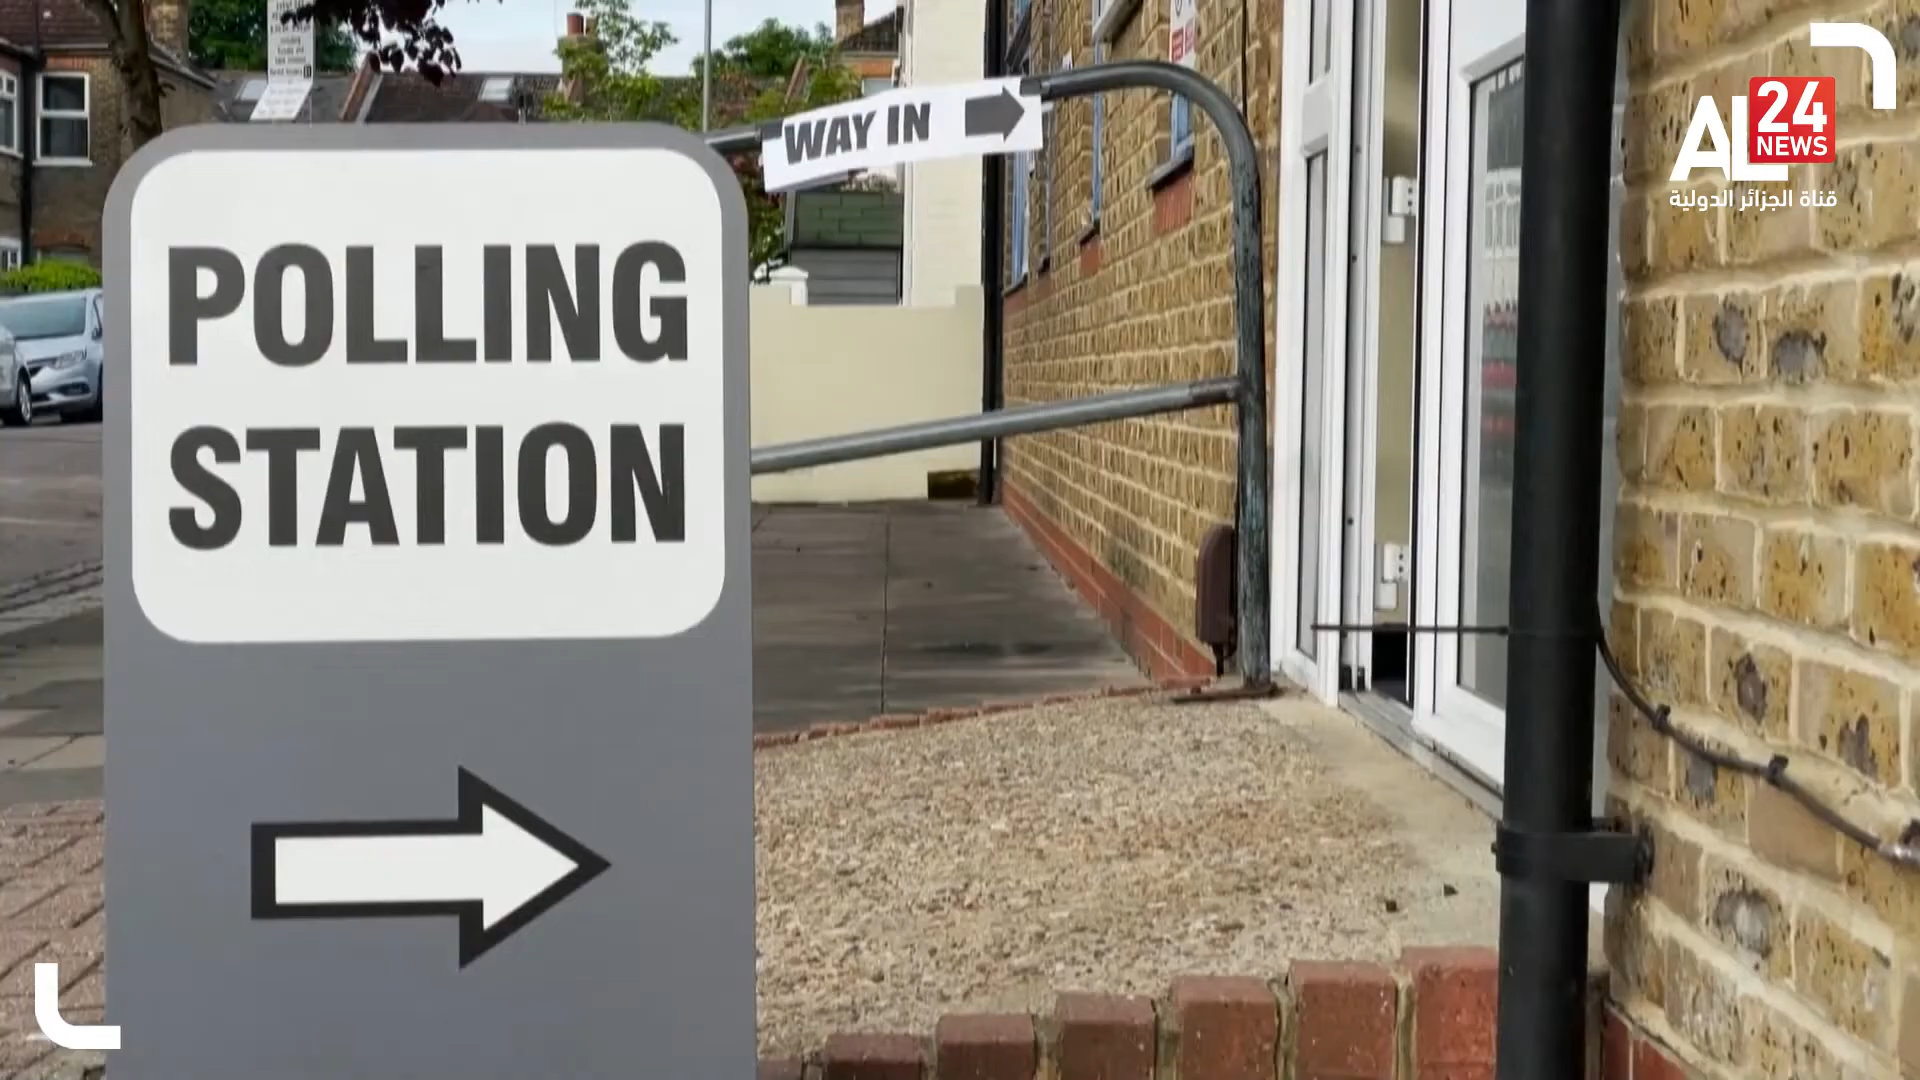 POLLING
STATION
WAY IN
AL
24
NEWS
قناة الجزائر الدولية